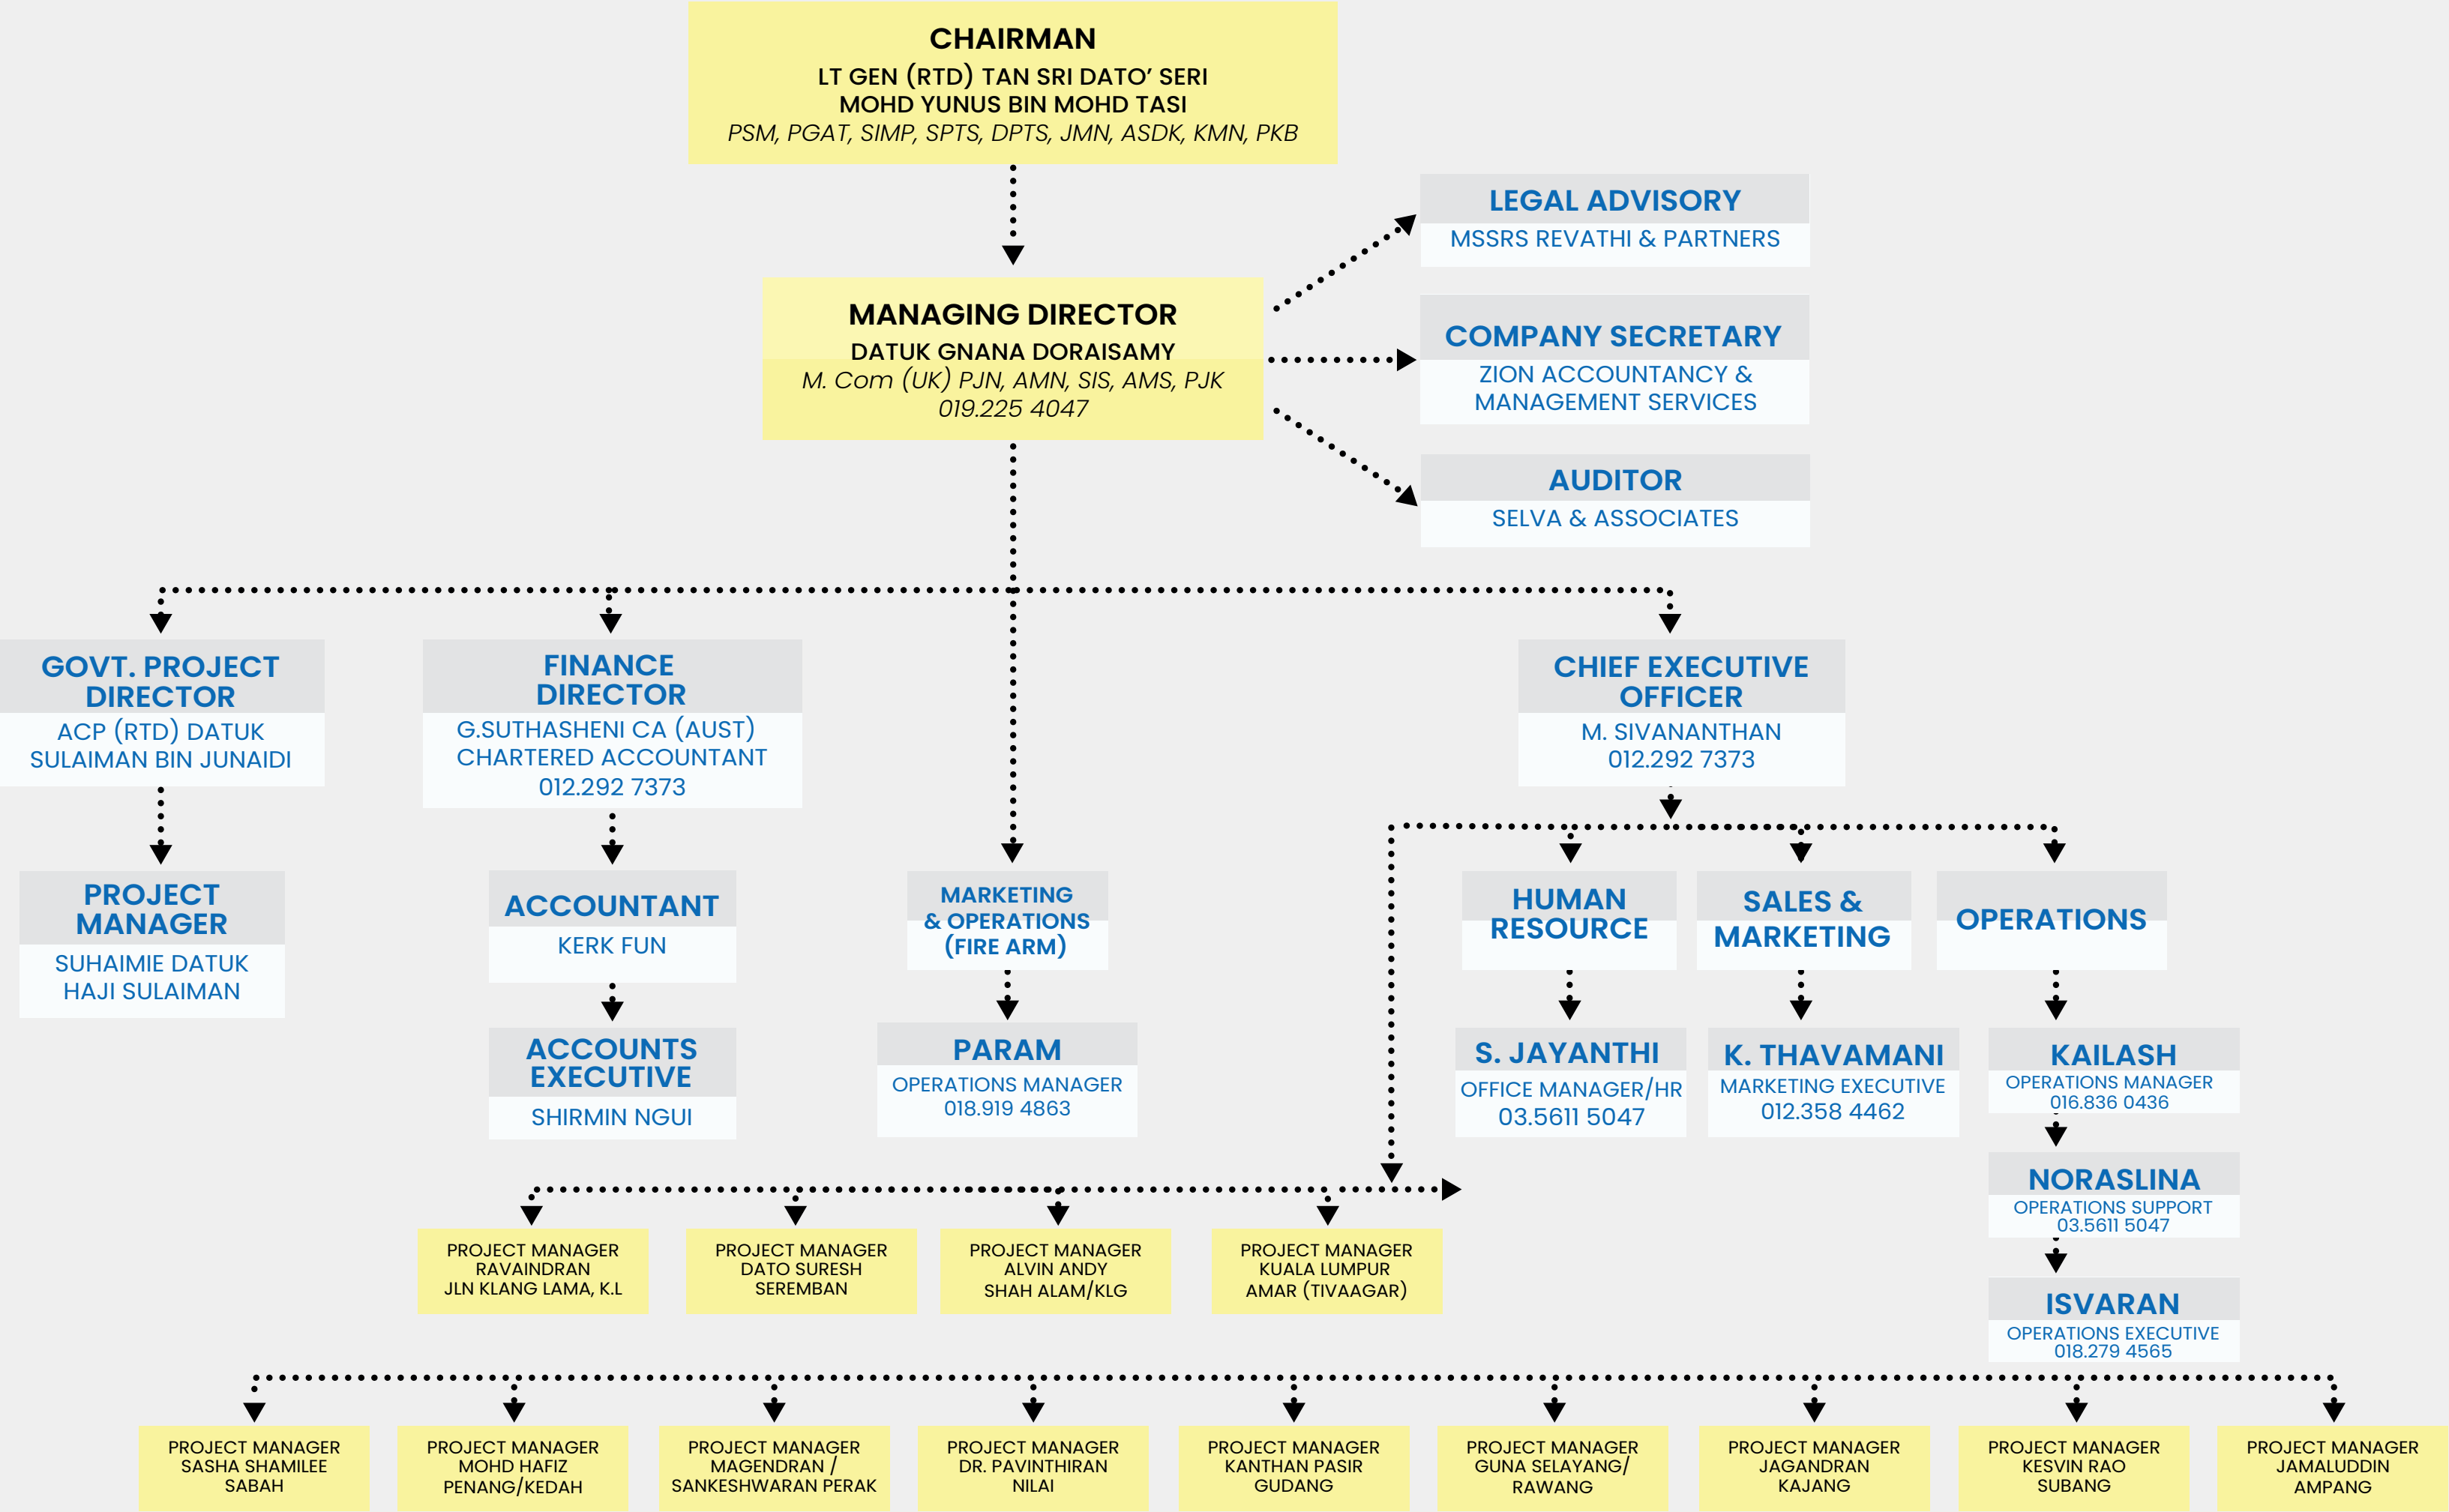 CHAIRMAN
LT GEN (RTD) TAN SRI DATO’ SERI
MOHD YUNUS BIN MOHD TASI
PSM, PGAT, SIMP, SPTS, DPTS, JMN, ASDK, KMN, PKB
LEGAL ADVISORY
MSSRS REVATHI & PARTNERS
MANAGING DIRECTOR
DATUK GNANA DORAISAMY
M. Com (UK) PJN, AMN, SIS, AMS, PJK
019.225 4047
COMPANY SECRETARY
ZION ACCOUNTANCY &
MANAGEMENT SERVICES
AUDITOR
SELVA & ASSOCIATES
GOVT. PROJECT
DIRECTOR
ACP (RTD) DATUK
SULAIMAN BIN JUNAIDI
FINANCE
DIRECTOR
G.SUTHASHENI CA (AUST)
CHARTERED ACCOUNTANT
012.292 7373
CHIEF EXECUTIVE
OFFICER
M. SIVANANTHAN
012.292 7373
PROJECT
MANAGER
SUHAIMIE DATUK
HAJI SULAIMAN
ACCOUNTANT
KERK FUN
MARKETING
& OPERATIONS
(FIRE ARM)
HUMAN
RESOURCE
SALES &
MARKETING
OPERATIONS
ACCOUNTS
EXECUTIVE
SHIRMIN NGUI
PARAM
OPERATIONS MANAGER
018.919 4863
S. JAYANTHI
OFFICE MANAGER/HR
03.5611 5047
K. THAVAMANI
MARKETING EXECUTIVE
012.358 4462
KAILASH
OPERATIONS MANAGER
016.836 0436
NORASLINA
OPERATIONS SUPPORT
03.5611 5047
ISVARAN
OPERATIONS EXECUTIVE
018.279 4565
PROJECT MANAGER
RAVAINDRAN
JLN KLANG LAMA, K.L
PROJECT MANAGER
DATO SURESH
SEREMBAN
PROJECT MANAGER
ALVIN ANDY
SHAH ALAM/KLG
PROJECT MANAGER
KUALA LUMPUR
AMAR (TIVAAGAR)
PROJECT MANAGER
SASHA SHAMILEE
SABAH
PROJECT MANAGER
MOHD HAFIZ
PENANG/KEDAH
PROJECT MANAGER
MAGENDRAN /
SANKESHWARAN PERAK
PROJECT MANAGER
DR. PAVINTHIRAN
NILAI
PROJECT MANAGER
KANTHAN PASIR
GUDANG
PROJECT MANAGER
GUNA SELAYANG/
RAWANG
PROJECT MANAGER
JAGANDRAN
KAJANG
PROJECT MANAGER
KESVIN RAO
SUBANG
PROJECT MANAGER
JAMALUDDIN
AMPANG